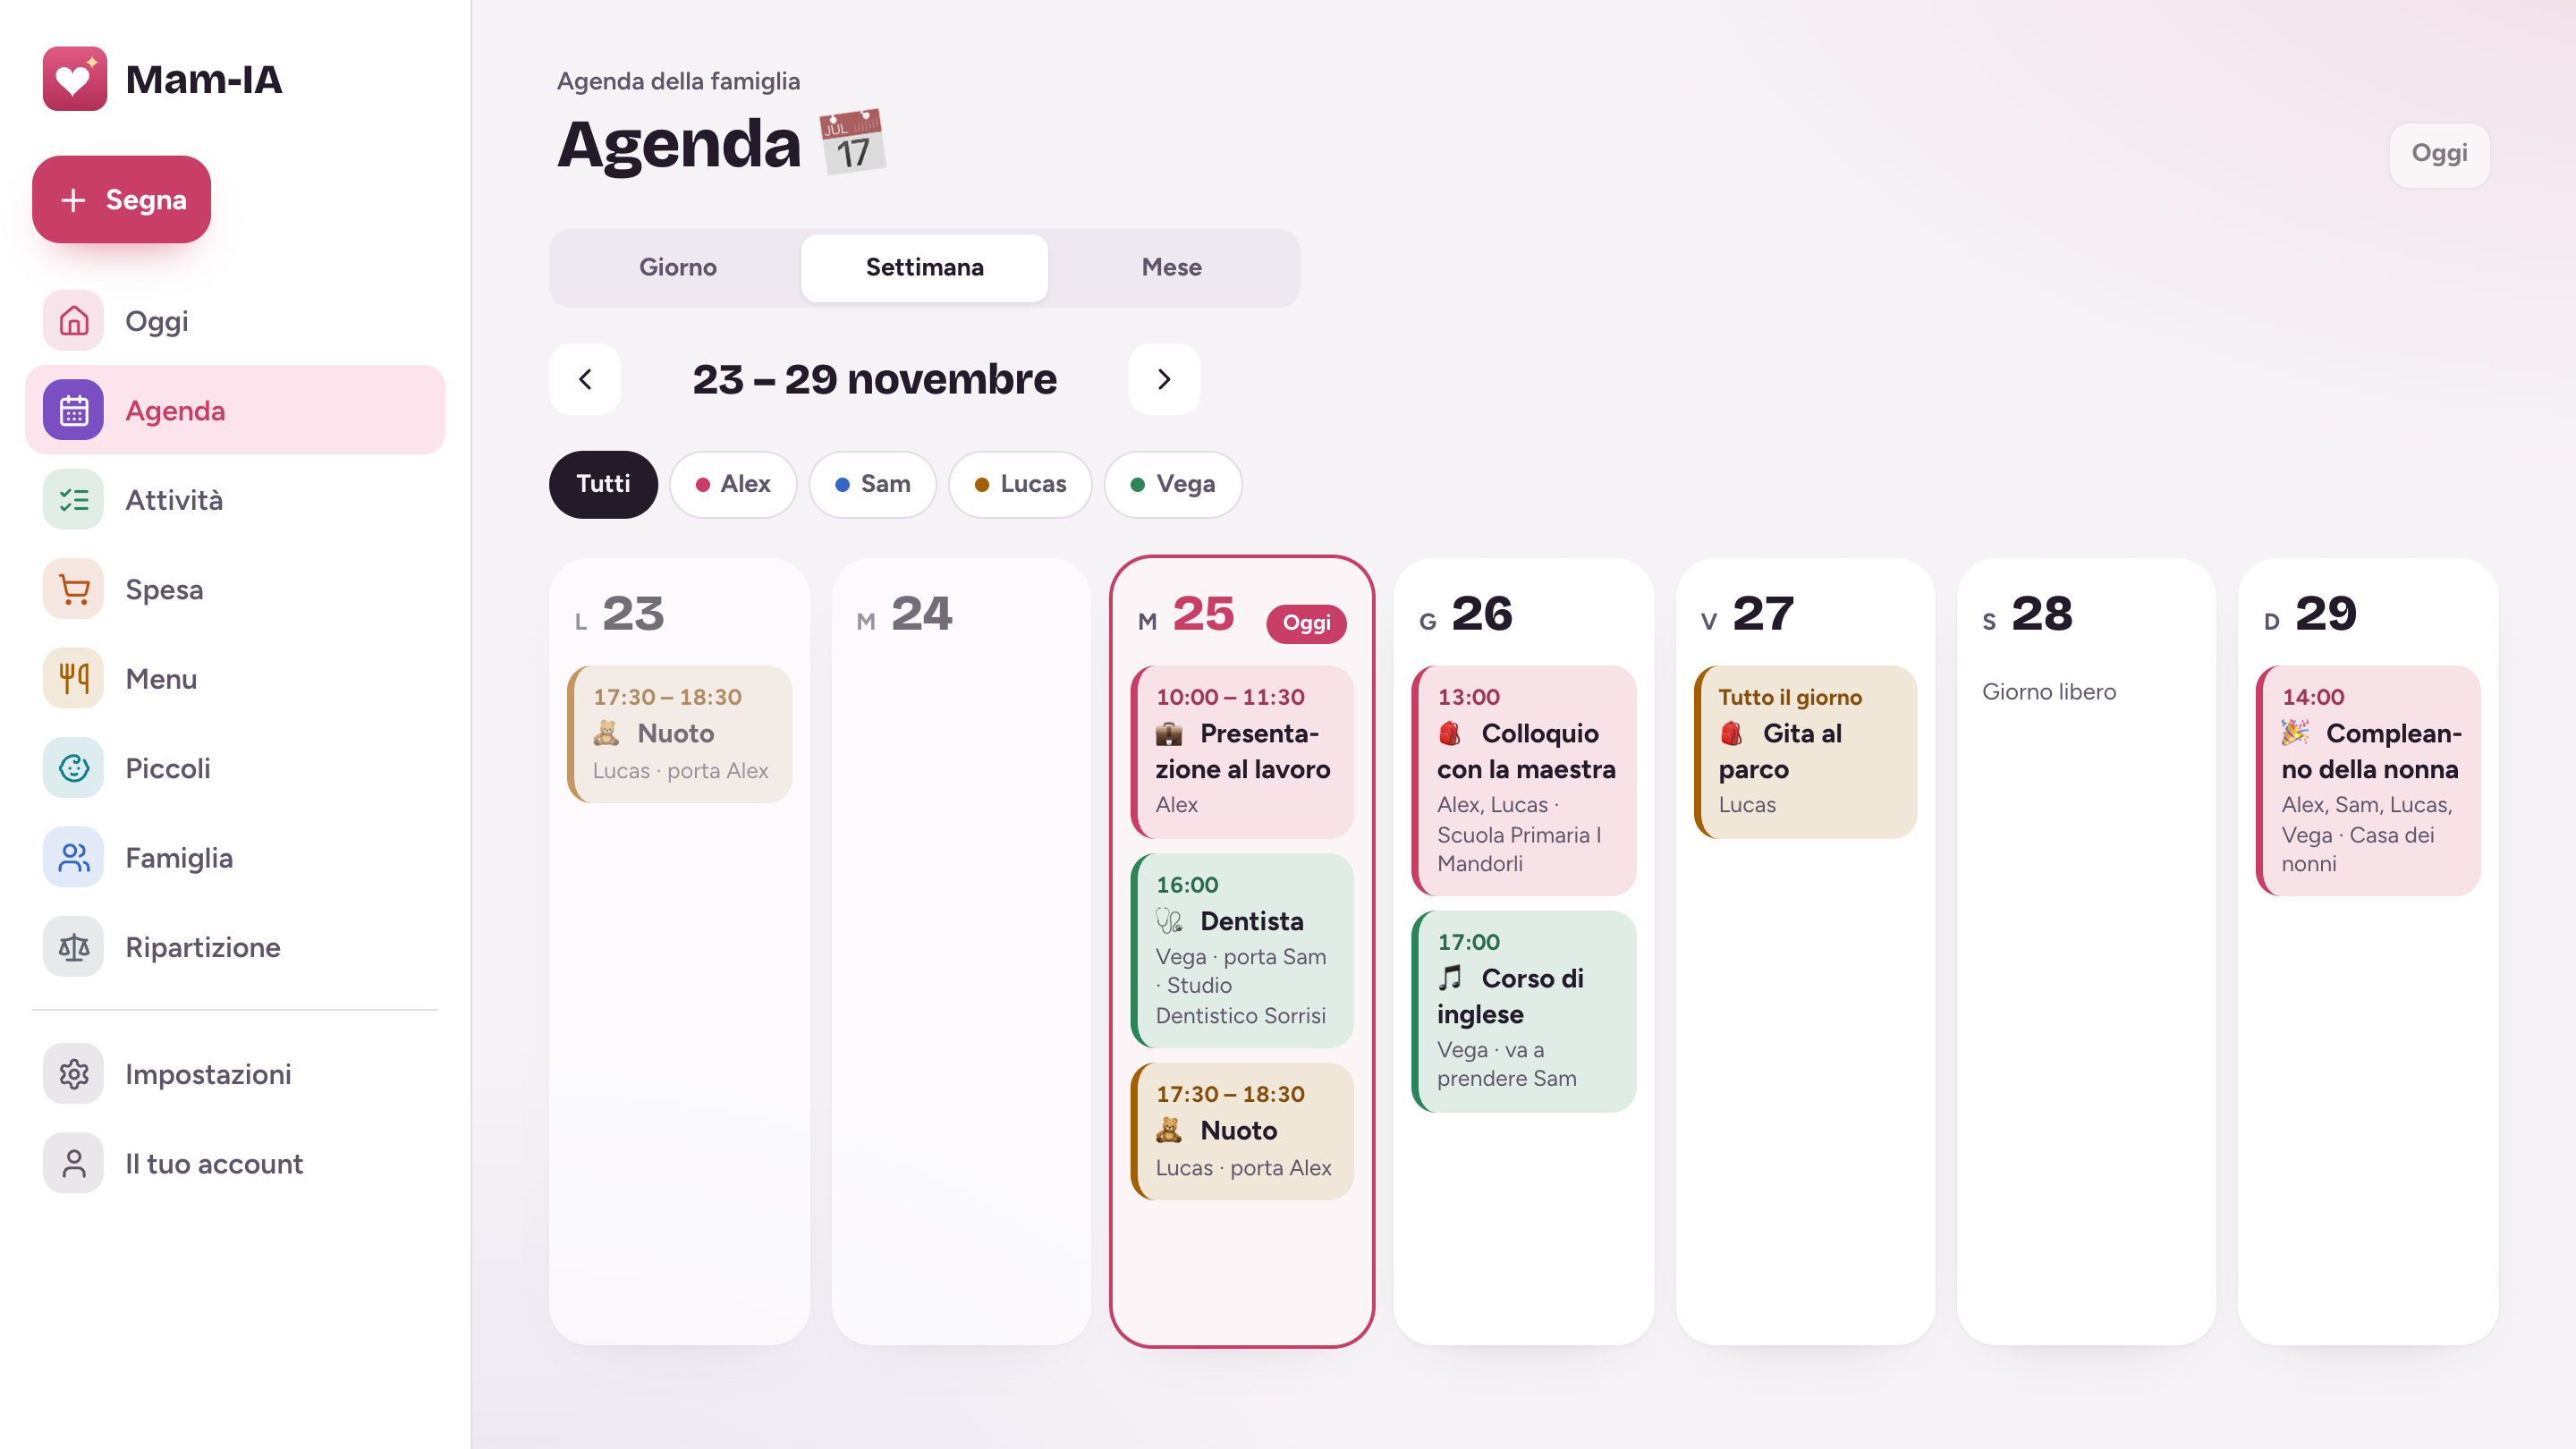 Mam-IA
Segna
Oggi
Agenda
Attività
Spesa
Menu
Piccoli
Famiglia
Ripartizione
Impostazioni
Il tuo account
Agenda della famiglia
Agenda
JUL
17
Oggi
Giorno
Settimana
Mese
23 – 29 novembre
Tutti
Alex
Sam
Lucas
Vega
L 23
17:30 – 18:30
Nuoto
Lucas · porta Alex
M 24
M 25 Oggi
10:00 – 11:30
Presenta-
zione al lavoro
Alex
16:00
Dentista
Vega · porta Sam
· Studio
Dentistico Sorrisi
17:30 – 18:30
Nuoto
Lucas · porta Alex
G 26
13:00
Colloquio
con la maestra
Alex, Lucas ·
Scuola Primaria I
Mandorli
17:00
Corso di
inglese
Vega · va a
prendere Sam
V 27
Tutto il giorno
Gita al
parco
Lucas
S 28
Giorno libero
D 29
14:00
Complean-
no della nonna
Alex, Sam, Lucas,
Vega · Casa dei
nonni